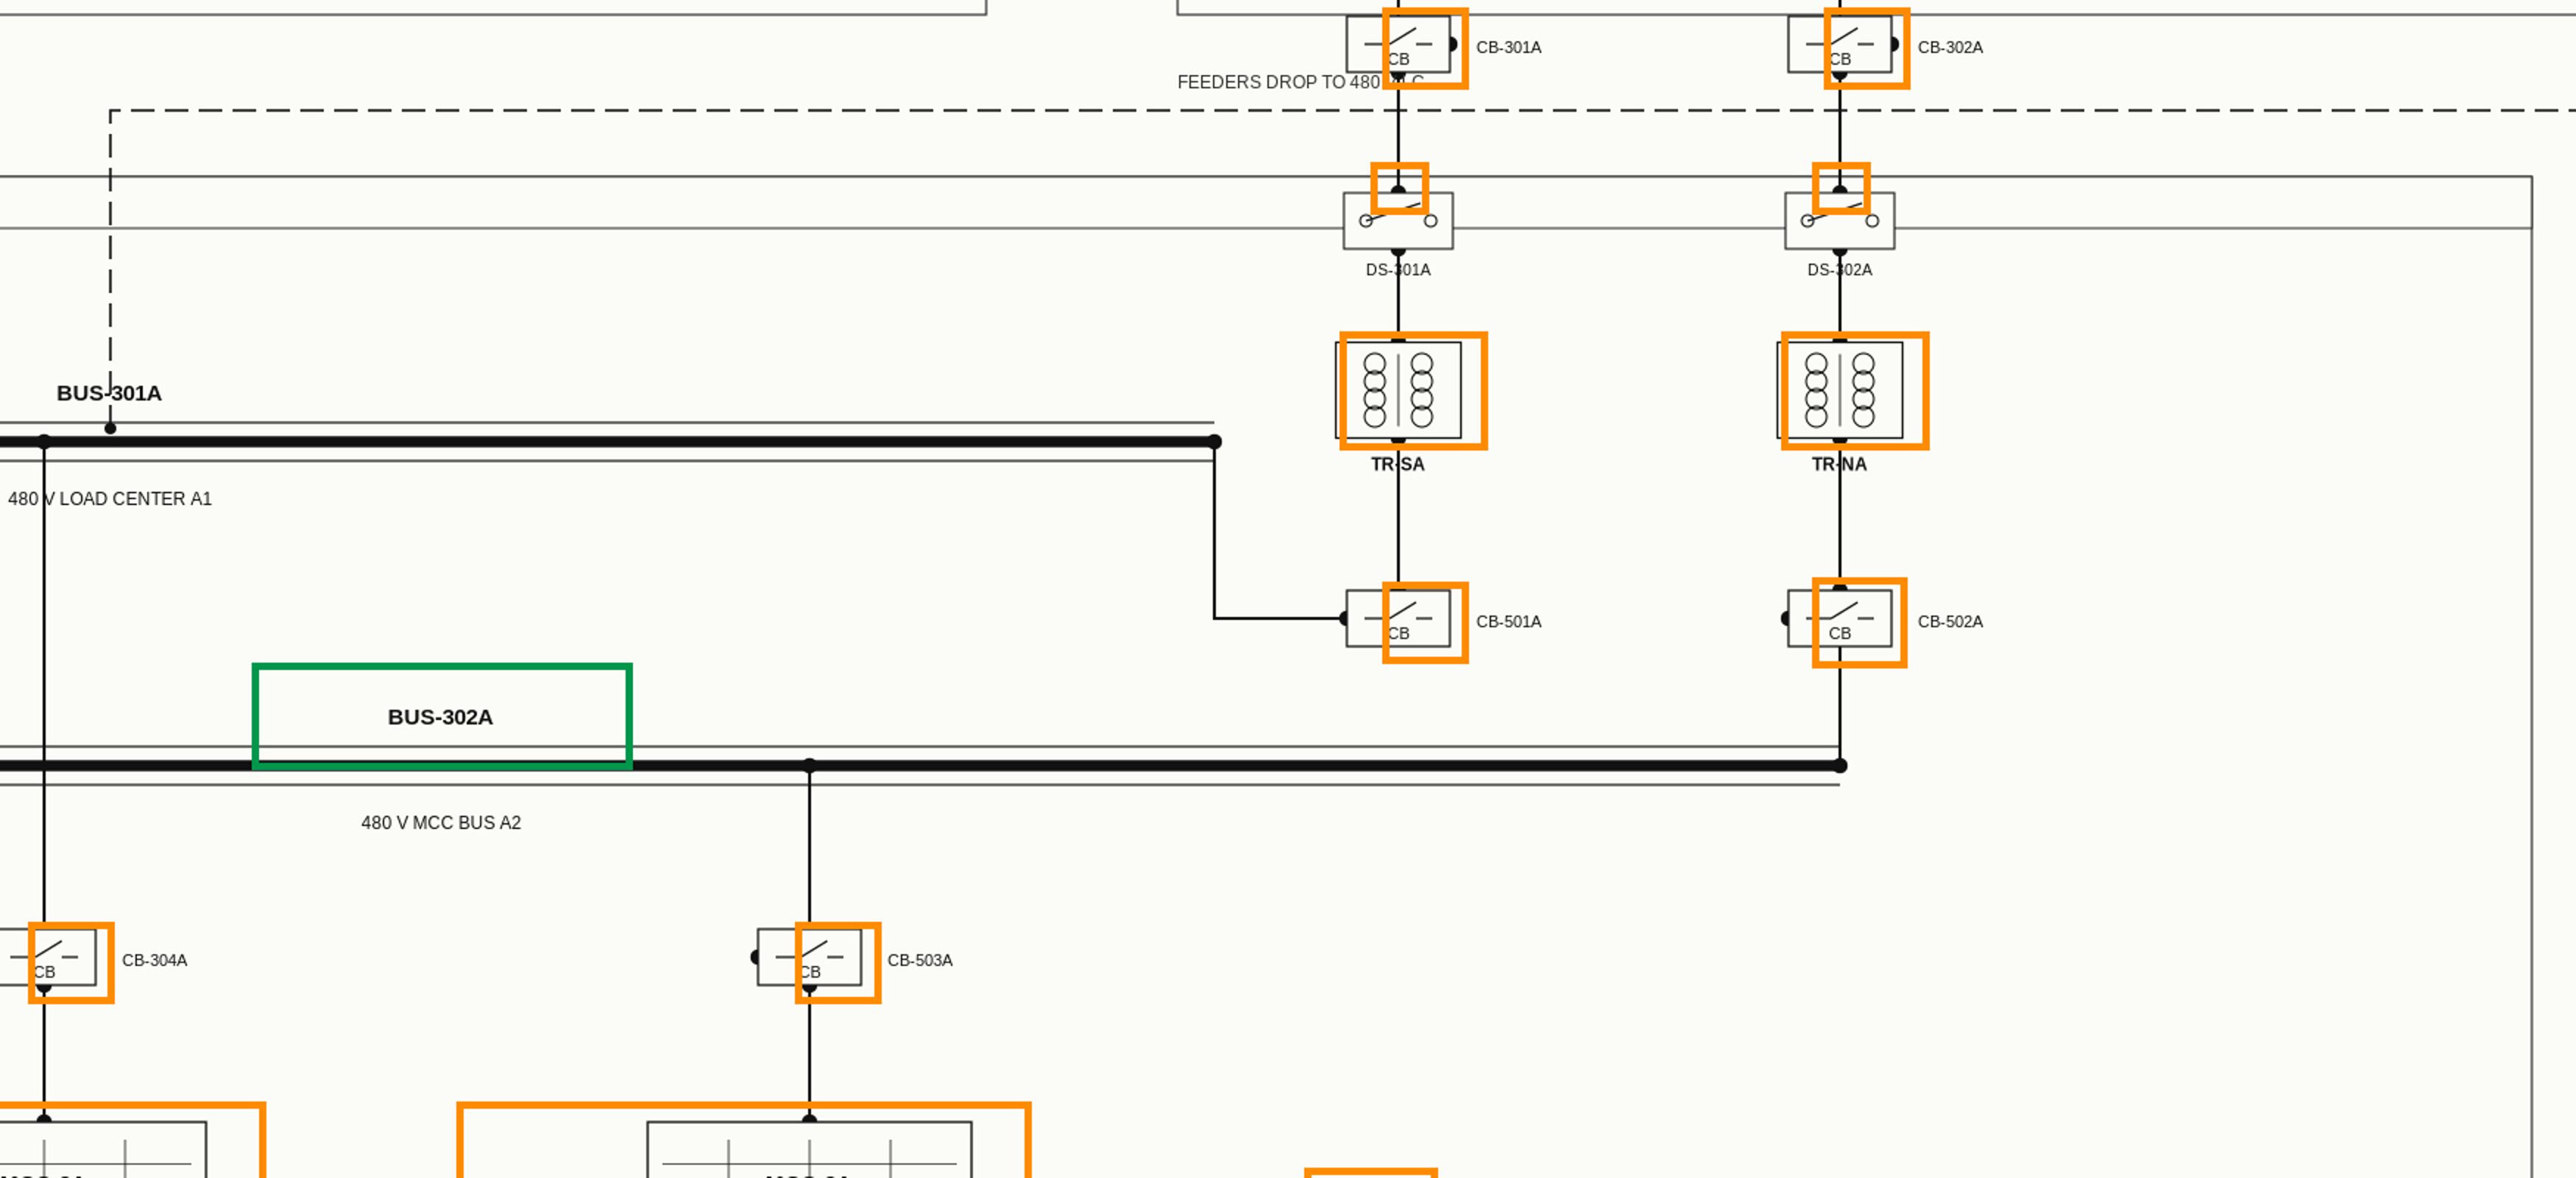 CB-301A
CB
CB-302A
CB
FEEDERS DROP TO 480
DS-301A
DS-302A
BUS-301A
TR-SA
TR-NA
480 V LOAD CENTER A1
CB-501A
CB
CB-502A
CB
BUS-302A
480 V MCC BUS A2
CB-304A
CB
CB-503A
CB